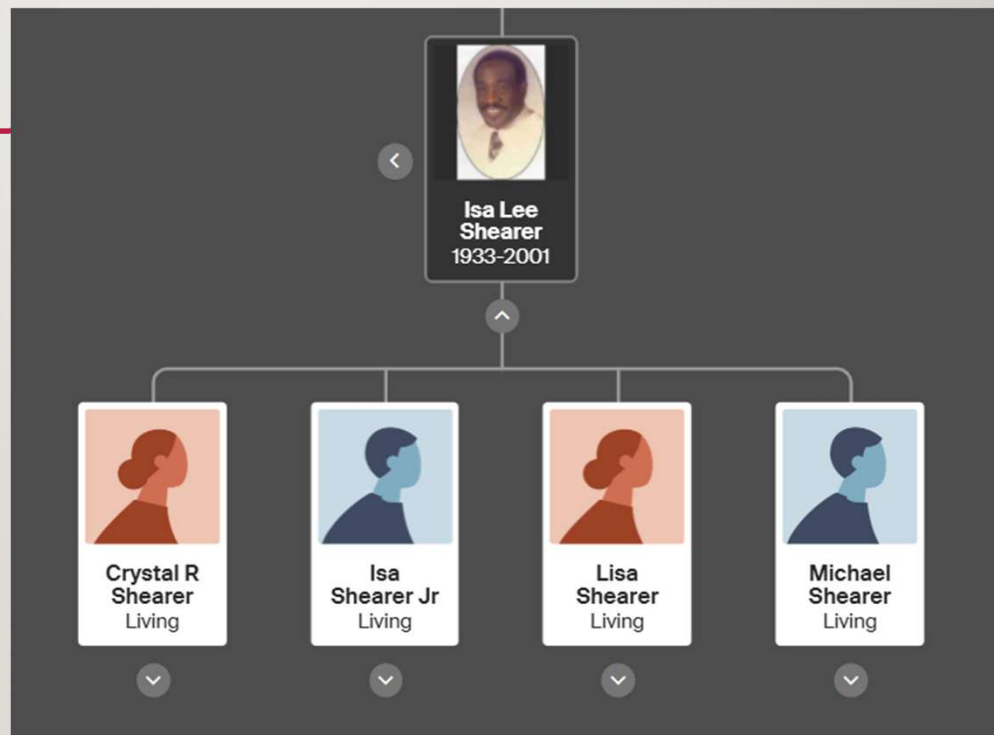 Isa Lee
Shearer
1933-2001
Crystal R
Shearer
Living
Isa
Shearer Jr
Living
Lisa
Shearer
Living
Michael
Shearer
Living